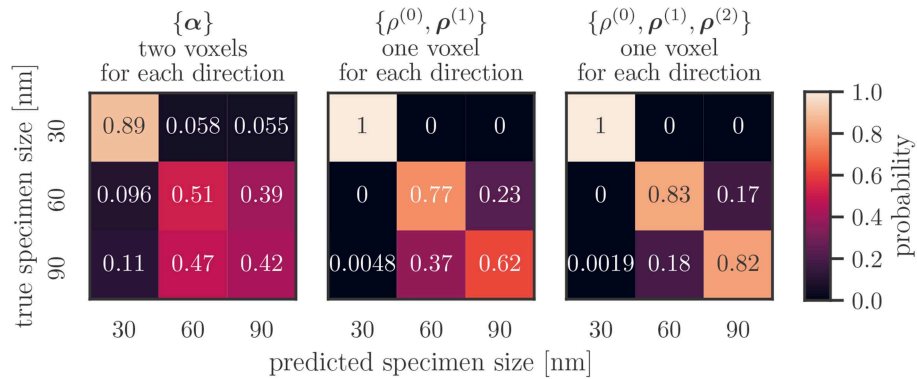 {α} {ρ(0), ρ(1)} {ρ(0), ρ(1), ρ(2)}
two voxels one voxel one voxel
for each direction for each direction for each direction
true specimen size [nm]
30 0.89 0.058 0.055 1 0 0 1 0 0
60 0.096 0.51 0.39 0 0.77 0.23 0 0.83 0.17
90 0.11 0.47 0.42 0.0048 0.37 0.62 0.0019 0.18 0.82
30 60 90 30 60 90 30 60 90
predicted specimen size [nm]
1.0
0.8
0.6
0.4
0.2
0.0
probability